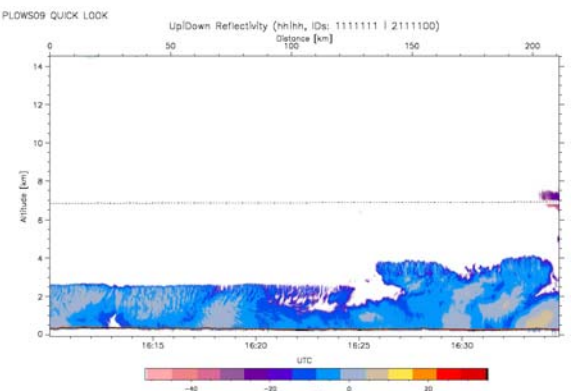 PLOWS09 QUICK LOOK
Up|Down Reflectivity (hh|hh, IDs: 1111111 | 2111100)
Distance [km]
0 50 100 150 200
14
12
10
8
6
4
2
0
Altitude [km]
16:15 16:20 16:25 16:30
UTC
-40 -20 0 20